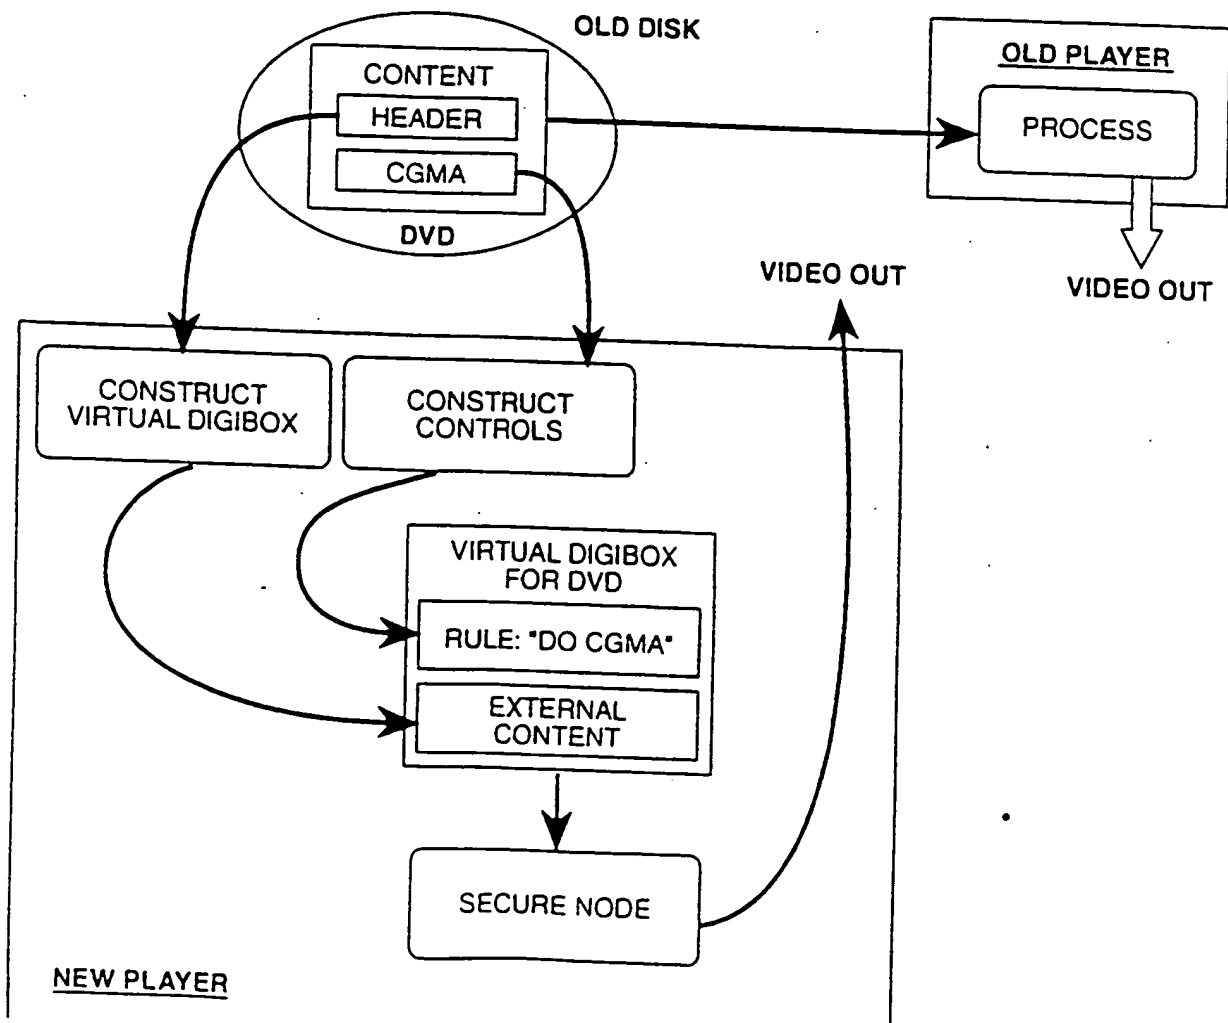 OLD DISK
CONTENT
HEADER
CGMA
DVD
OLD PLAYER
PROCESS
VIDEO OUT
VIDEO OUT
CONSTRUCT
VIRTUAL DIGIBOX
CONSTRUCT
CONTROLS
VIRTUAL DIGIBOX
FOR DVD
RULE: "DO CGMA"
EXTERNAL
CONTENT
SECURE NODE
NEW PLAYER